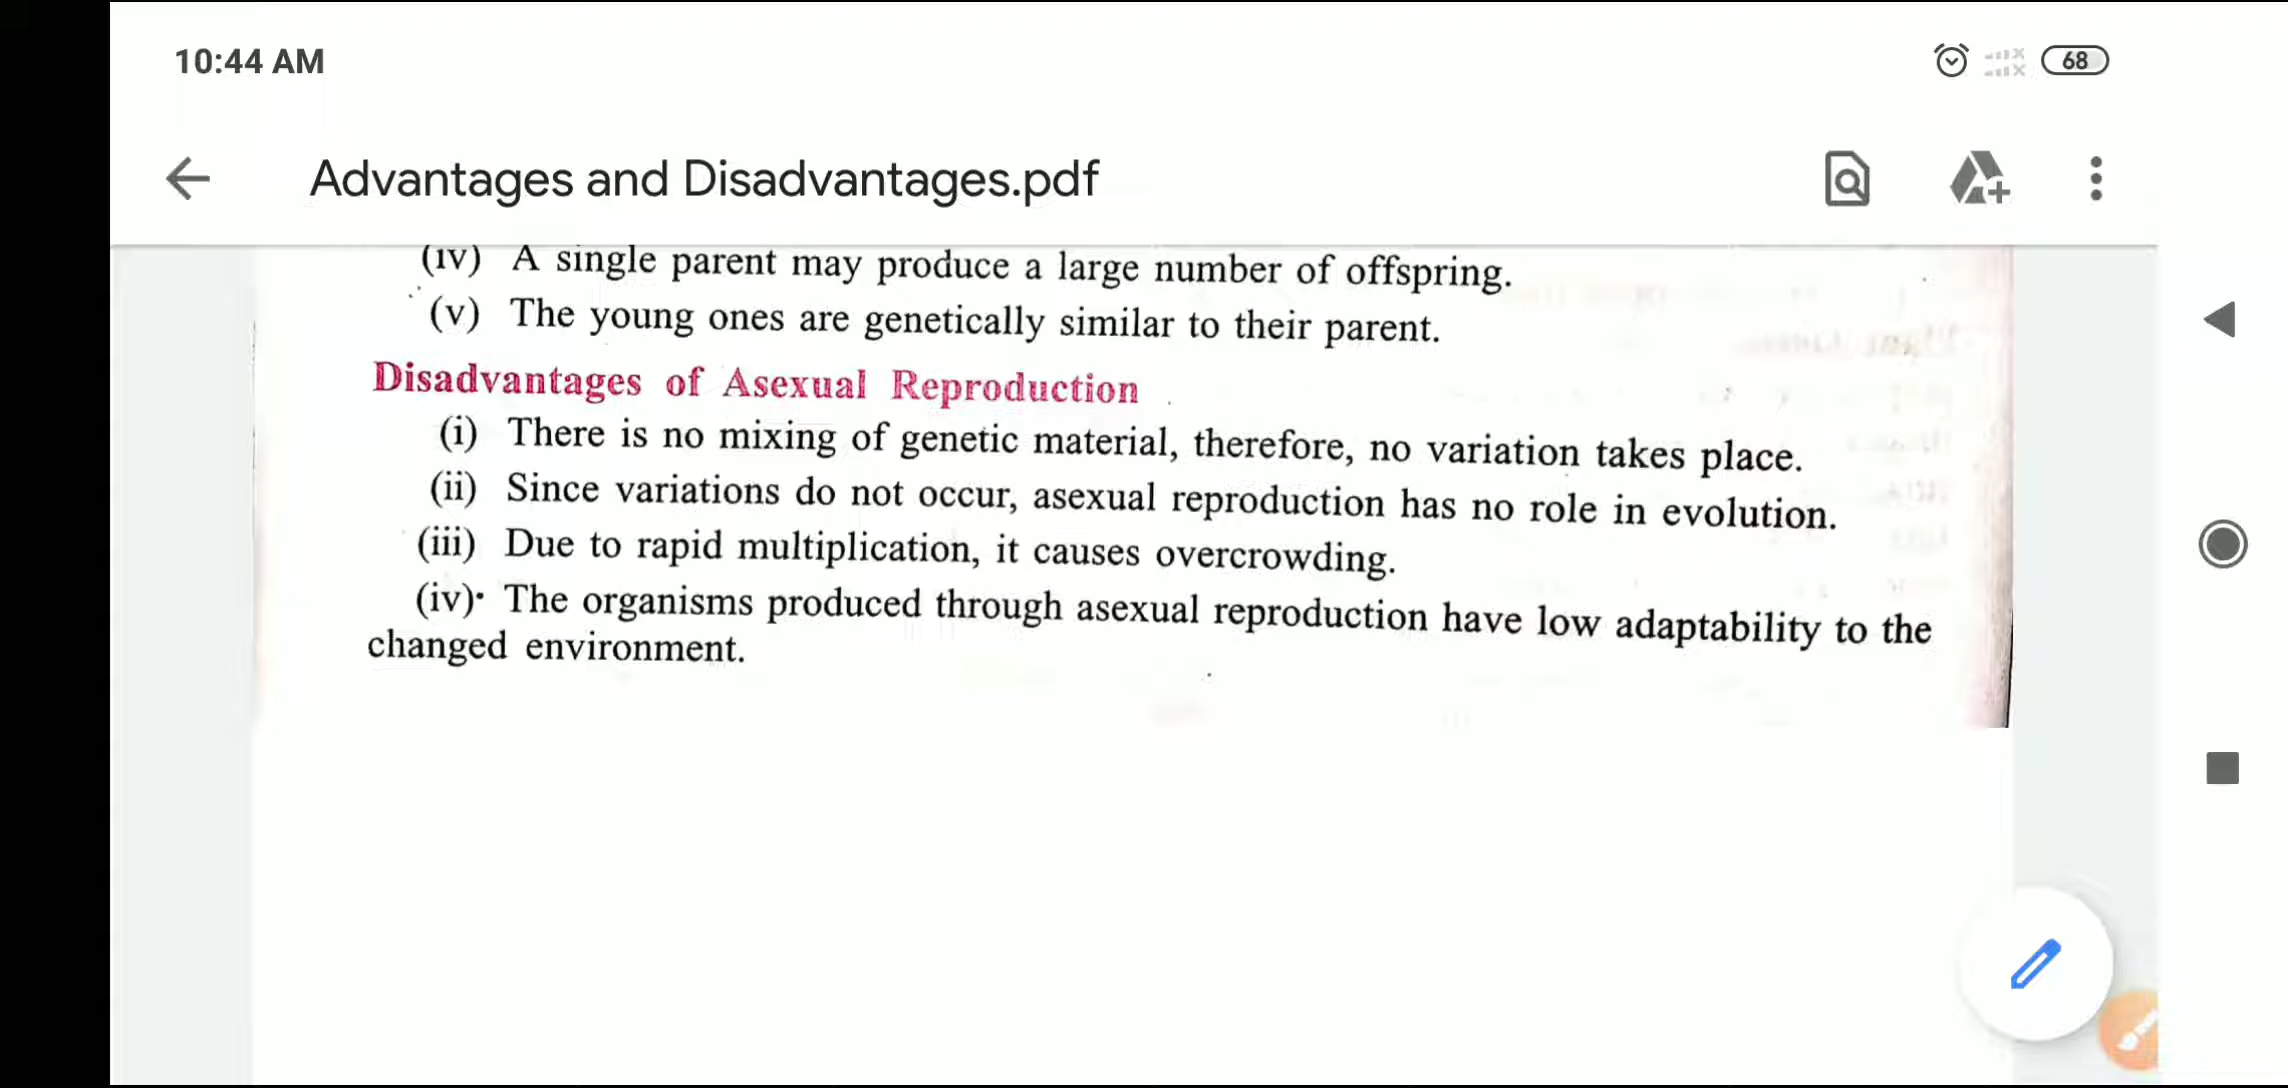 10:44 AM
68
Advantages and Disadvantages.pdf
(iv) A single parent may produce a large number of offspring.
(v) The young ones are genetically similar to their parent.
Disadvantages of Asexual Reproduction
(i) There is no mixing of genetic material, therefore, no variation takes place.
(ii) Since variations do not occur, asexual reproduction has no role in evolution.
(iii) Due to rapid multiplication, it causes overcrowding.
(iv)· The organisms produced through asexual reproduction have low adaptability to the
changed environment.